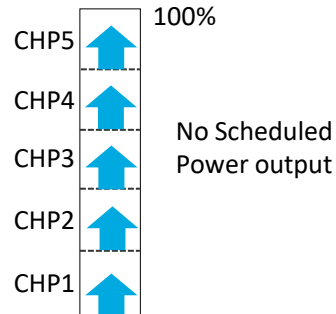 100%
CHP5
CHP4
No Scheduled
Power output
CHP3
CHP2
CHP1